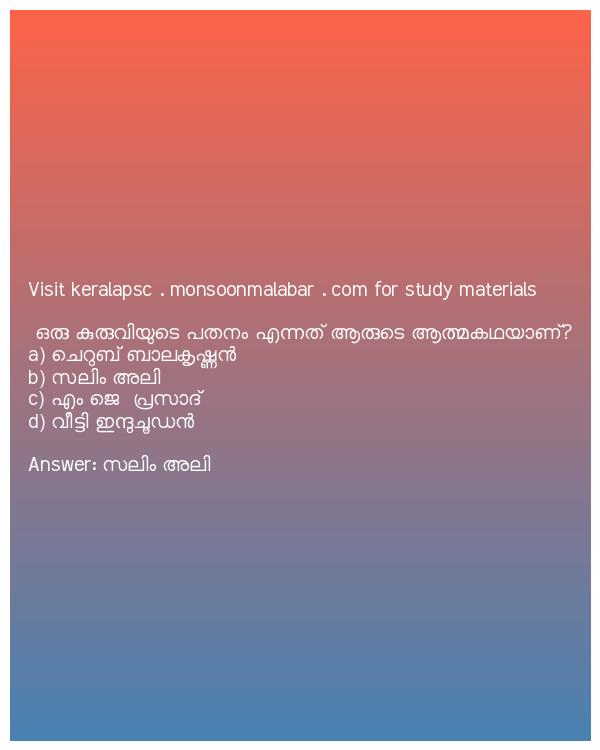 Visit keralapsc . monsoonmalabar . com for study materials
ഒരു കുരുവിയുടെ പതനം എന്നത് ആരുടെ ആത്മകഥയാണ്?
a) ചെറുബ് ബാലകൃഷ്ണൻ
b) സലിം അലി
c) എം ജെ  പ്രസാദ്
d) വീട്ടി ഇന്ദുചൂഡൻ
Answer: സലിം അലി